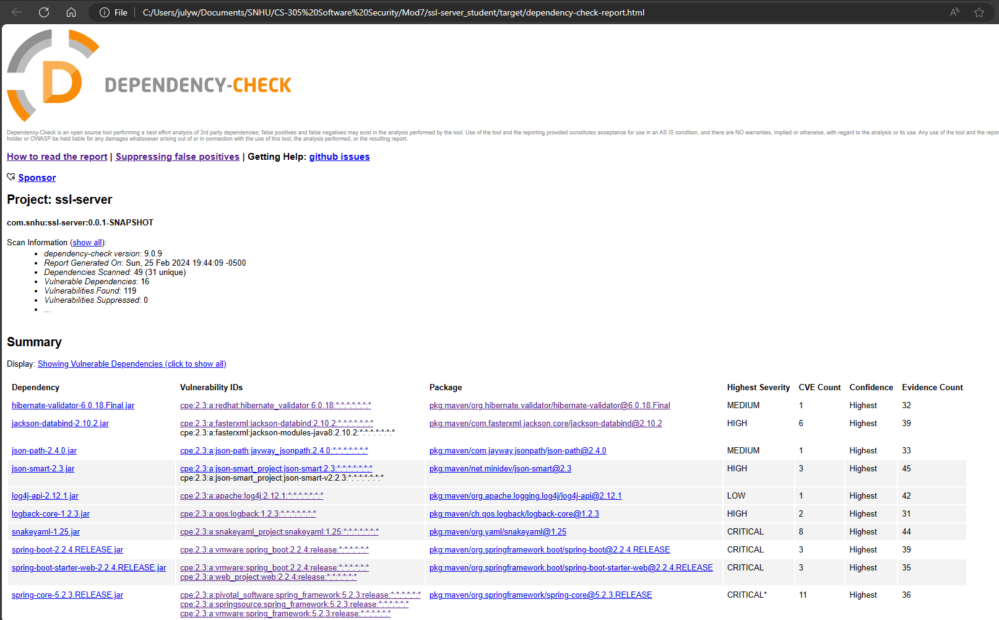 File C:/Users/julyw/Documents/SNHU/CS-305%20Software%20Security/Mod7/ssl-server_student/target/dependency-check-report.html
D
DEPENDENCY-CHECK
Dependency-Check is an open source tool performing a best effort analysis of 3rd party dependencies; false positives and false negatives may exist in the analysis performed by the tool. Use of the tool and the reporting provided constitutes acceptance for use in an AS IS condition, and there are NO warranties, implied or otherwise, with regard to the analysis or its use. Any use of the tool and the repor
holder or OWASP be held liable for any damages whatsoever arising out of or in connection with the use of this tool, the analysis performed, or the resulting report.
How to read the report | Suppressing false positives | Getting Help: github issues
Sponsor
Project: ssl-server
com.snhu:ssl-server:0.0.1-SNAPSHOT
Scan Information (show all):
• dependency-check version: 9.0.9
• Report Generated On: Sun, 25 Feb 2024 19:44:09 -0500
• Dependencies Scanned: 49 (31 unique)
• Vulnerable Dependencies: 16
• Vulnerabilities Found: 119
• Vulnerabilities Suppressed: 0
• ...
Summary
Display: Showing Vulnerable Dependencies (click to show all)
Dependency Vulnerability IDs Package Highest Severity CVE Count Confidence Evidence Count
hibernate-validator-6.0.18.Final.jar cpe:2.3:a:redhat:hibernate_validator:6.0.18:*:*:*:*:*:*:* pkg:maven/org.hibernate.validator/hibernate-validator@6.0.18.Final MEDIUM 1 Highest 32
jackson-databind-2.10.2.jar cpe:2.3:a:fasterxml:jackson-databind:2.10.2:*:*:*:*:*:*:* pkg:maven/com.fasterxml.jackson.core/jackson-databind@2.10.2 HIGH 6 Highest 39
cpe:2.3:a:fasterxml:jackson-modules-java8:2.10.2:*:*:*:*:*:*:*
json-path-2.4.0.jar cpe:2.3:a:json-path:jayway_jsonpath:2.4.0:*:*:*:*:*:*:* pkg:maven/com.jayway.jsonpath/json-path@2.4.0 MEDIUM 1 Highest 33
json-smart-2.3.jar cpe:2.3:a:json-smart_project:json-smart:2.3:*:*:*:*:*:*:* pkg:maven/net.minidev/json-smart@2.3 HIGH 3 Highest 45
cpe:2.3:a:json-smart_project:json-smart-v2:2.3:*:*:*:*:*:*:*
log4j-api-2.12.1.jar cpe:2.3:a:apache:log4j:2.12.1:*:*:*:*:*:*:* pkg:maven/org.apache.logging.log4j/log4j-api@2.12.1 LOW 1 Highest 42
logback-core-1.2.3.jar cpe:2.3:a:qos:logback:1.2.3:*:*:*:*:*:*:* pkg:maven/ch.qos.logback/logback-core@1.2.3 HIGH 2 Highest 31
snakeyaml-1.25.jar cpe:2.3:a:snakeyaml_project:snakeyaml:1.25:*:*:*:*:*:*:* pkg:maven/org.yaml/snakeyaml@1.25 CRITICAL 8 Highest 44
spring-boot-2.2.4.RELEASE.jar cpe:2.3:a:vmware:spring_boot:2.2.4:release:*:*:*:*:*:* pkg:maven/org.springframework.boot/spring-boot@2.2.4.RELEASE CRITICAL 3 Highest 39
spring-boot-starter-web-2.2.4.RELEASE.jar cpe:2.3:a:vmware:spring_boot:2.2.4:release:*:*:*:*:*:* pkg:maven/org.springframework.boot/spring-boot-starter-web@2.2.4.RELEASE CRITICAL 3 Highest 35
cpe:2.3:a:web_project:web:2.2.4:release:*:*:*:*:*:*
spring-core-5.2.3.RELEASE.jar cpe:2.3:a:pivotal_software:spring_framework:5.2.3:release:*:*:*:*:*:* pkg:maven/org.springframework/spring-core@5.2.3.RELEASE CRITICAL* 11 Highest 36
cpe:2.3:a:springsource:spring_framework:5.2.3:release:*:*:*:*:*:*
cpe:2.3:a:vmware:spring_framework:5.2.3:release:*:*:*:*:*:*